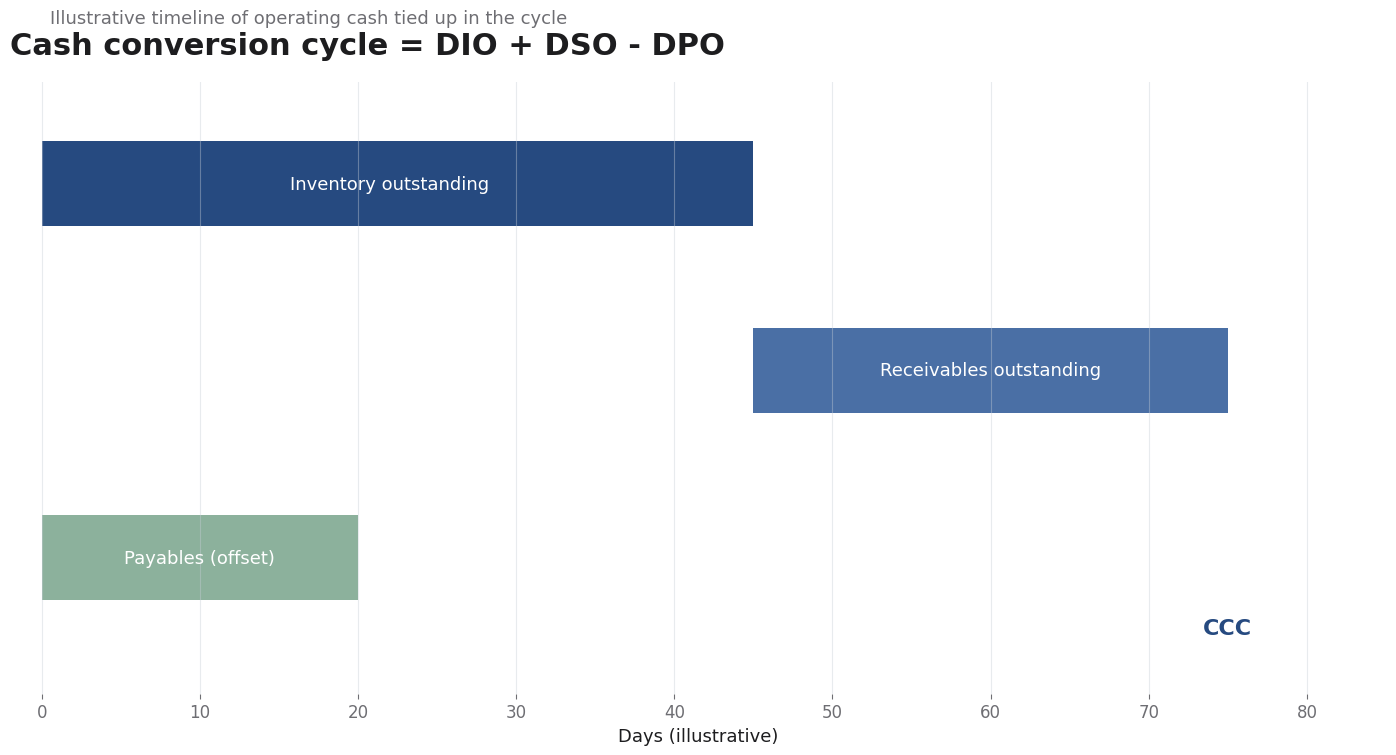 Illustrative timeline of operating cash tied up in the cycle
Cash conversion cycle = DIO + DSO - DPO
Inventory outstanding
Receivables outstanding
Payables (offset)
CCC
0 10 20 30 40 50 60 70 80
Days (illustrative)